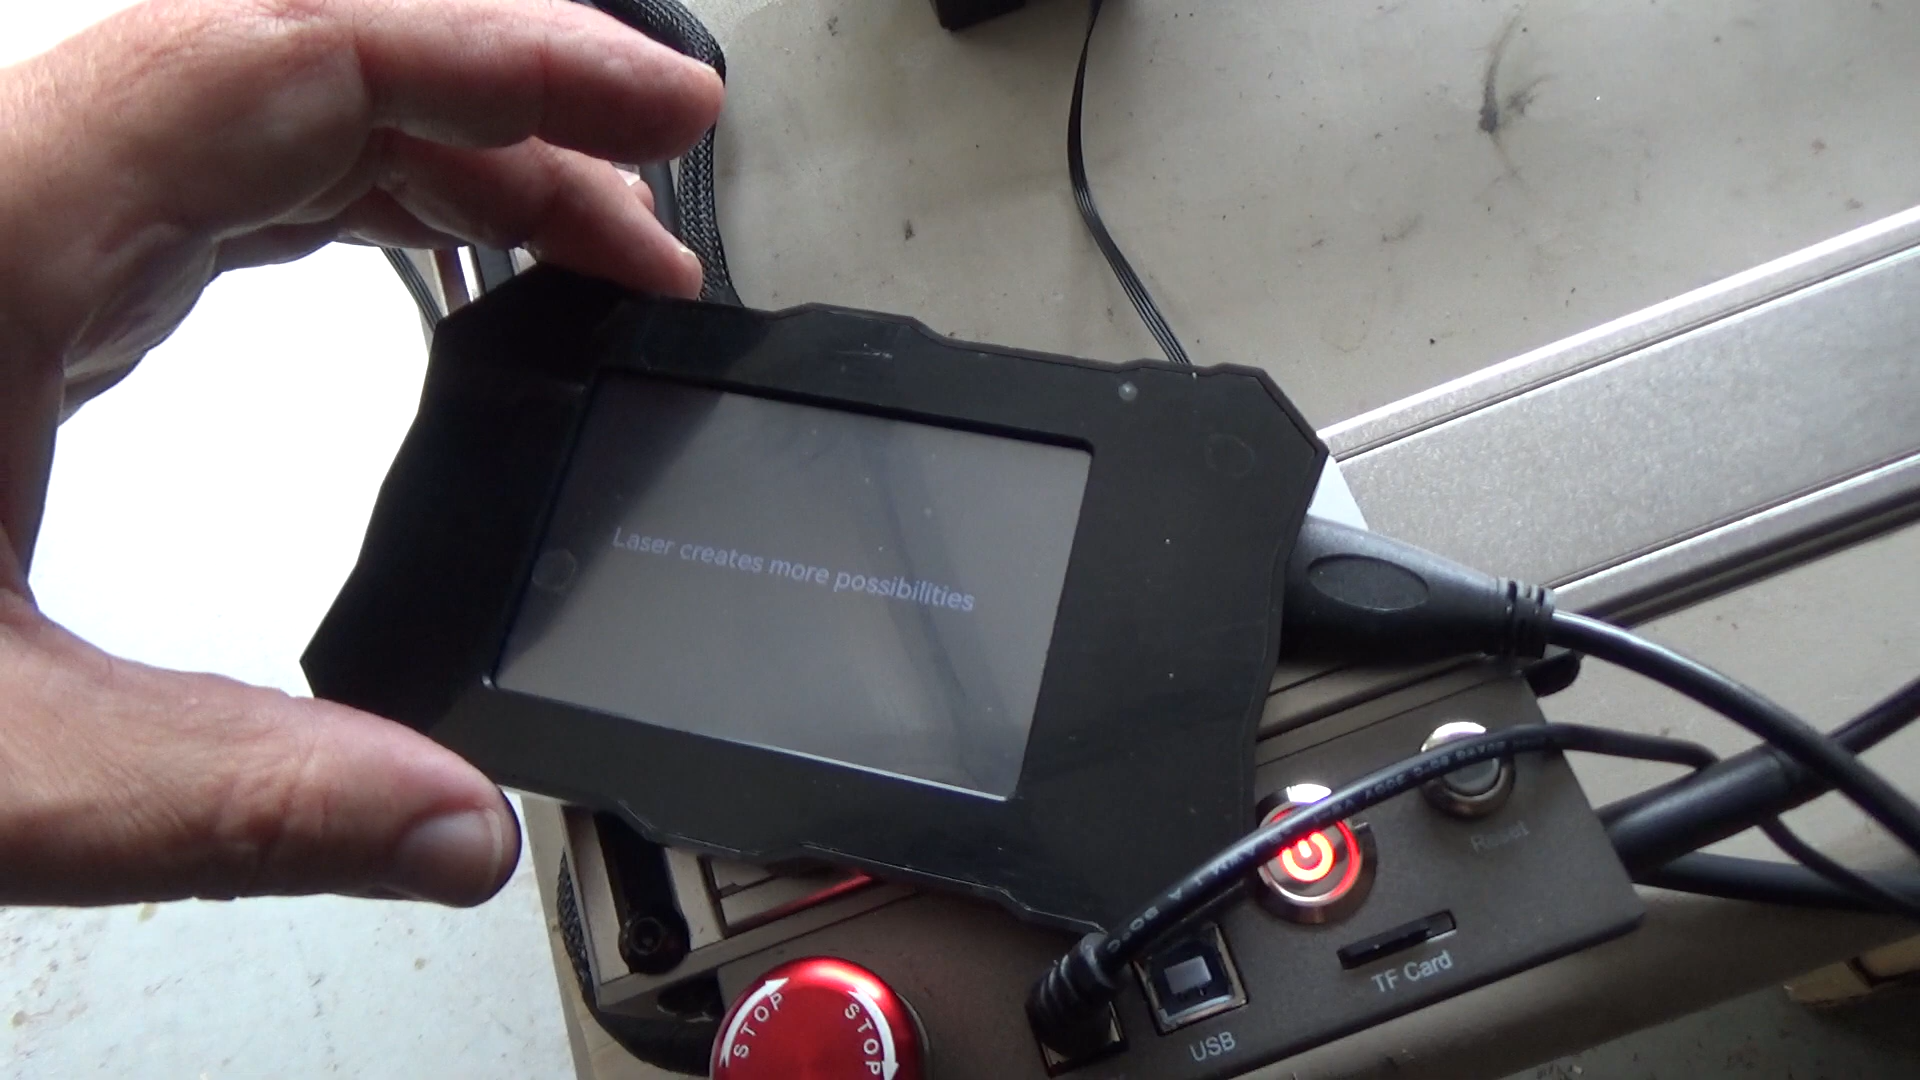 Laser creates more possibilities
Reset
TF Card
USB
STOP
STOP